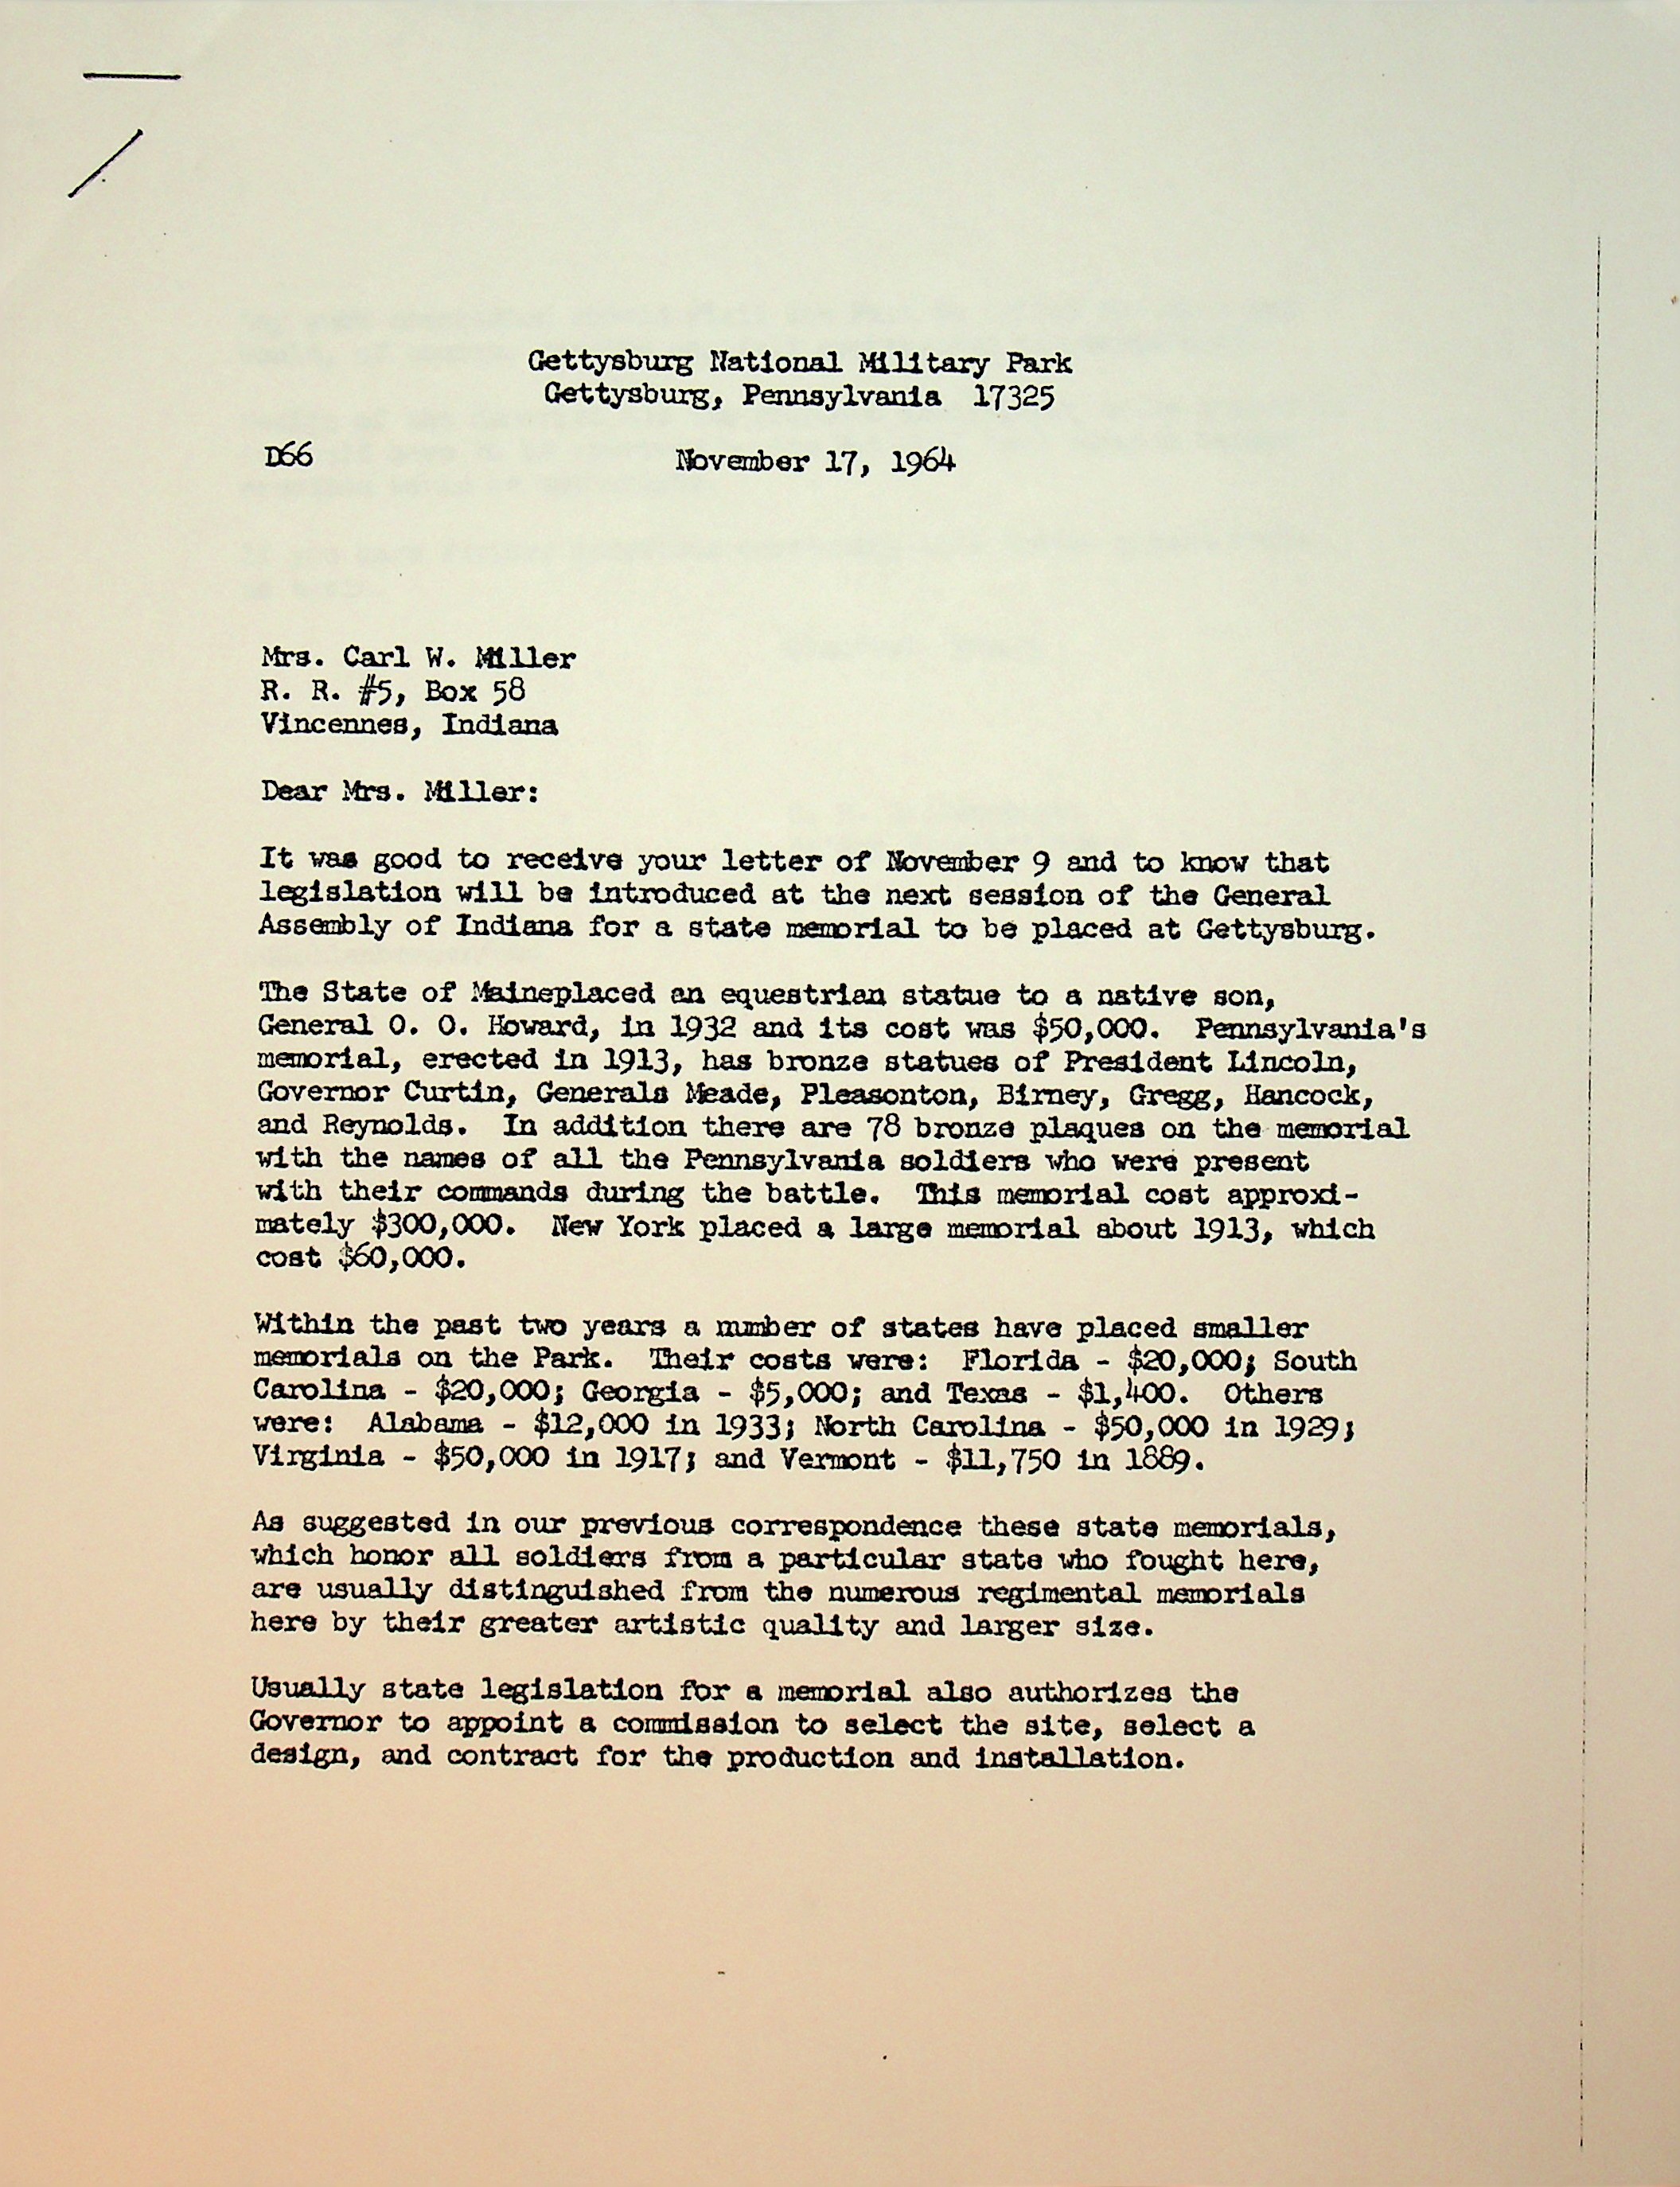 Gettysburg National Military Park
Gettysburg, Pennsylvania 17325
D66 November 17, 1964
Mrs. Carl W. Miller
R. R. #5, Box 58
Vincennes, Indiana
Dear Mrs. Miller:
It was good to receive your letter of November 9 and to know that
legislation will be introduced at the next session of the General
Assembly of Indiana for a state memorial to be placed at Gettysburg.
The State of Maineplaced an equestrian statue to a native son,
General O. O. Howard, in 1932 and its cost was $50,000. Pennsylvania's
memorial, erected in 1913, has bronze statues of President Lincoln,
Governor Curtin, Generals Meade, Pleasonton, Birney, Gregg, Hancock,
and Reynolds. In addition there are 78 bronze plaques on the memorial
with the names of all the Pennsylvania soldiers who were present
with their commands during the battle. This memorial cost approxi-
mately $300,000. New York placed a large memorial about 1913, which
cost $60,000.
Within the past two years a number of states have placed smaller
memorials on the Park. Their costs were: Florida - $20,000; South
Carolina - $20,000; Georgia - $5,000; and Texas - $1,400. Others
were: Alabama - $12,000 in 1933; North Carolina - $50,000 in 1929;
Virginia - $50,000 in 1917; and Vermont - $11,750 in 1889.
As suggested in our previous correspondence these state memorials,
which honor all soldiers from a particular state who fought here,
are usually distinguished from the numerous regimental memorials
here by their greater artistic quality and larger size.
Usually state legislation for a memorial also authorizes the
Governor to appoint a commission to select the site, select a
design, and contract for the production and installation.